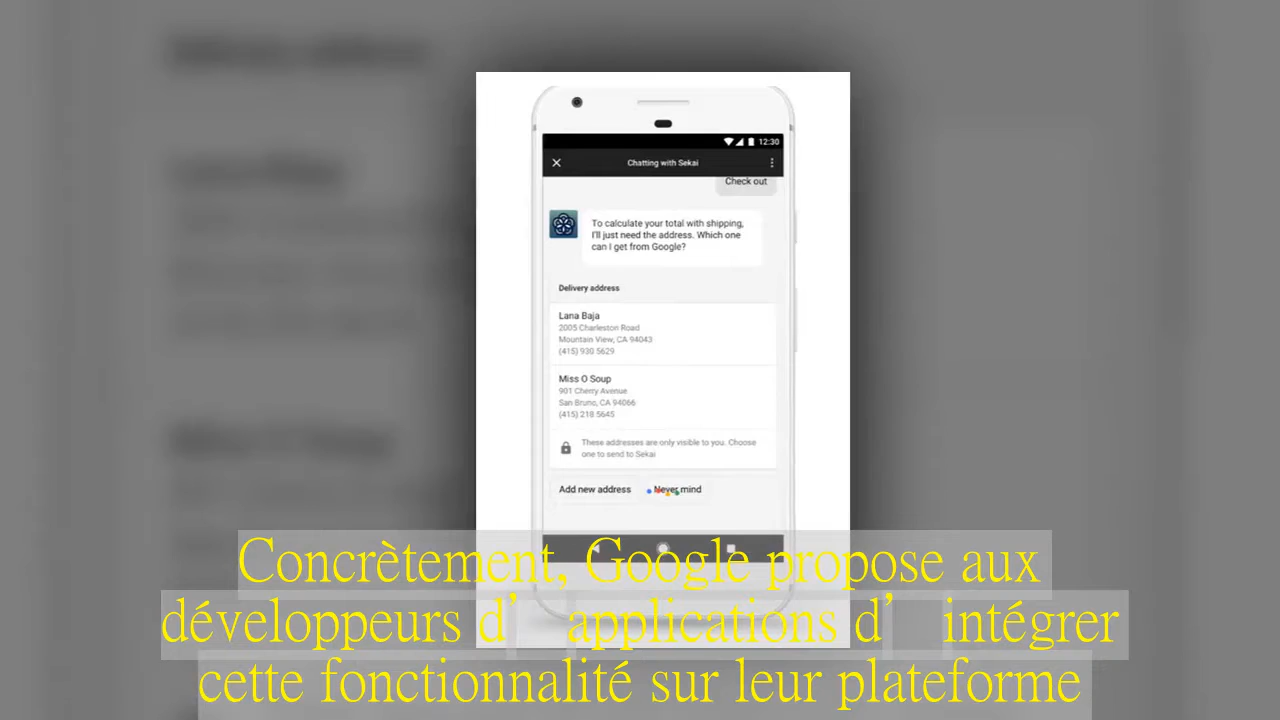 12:30
Chatting with Sekai
Check out
To calculate your total with shipping,
I'll just need the address. Which one
can I get from Google?
Delivery address
Lana Baja
2005 Charleston Road
Mountain View, CA 94043
(415) 930 5629
Miss O Soup
901 Cherry Avenue
San Bruno, CA 94066
(415) 218 5645
These addresses are only visible to you. Choose
one to send to Sekai
Add new address
Never mind
Concrètement, Google propose aux
développeurs d’ applications d’ intégrer
cette fonctionnalité sur leur plateforme